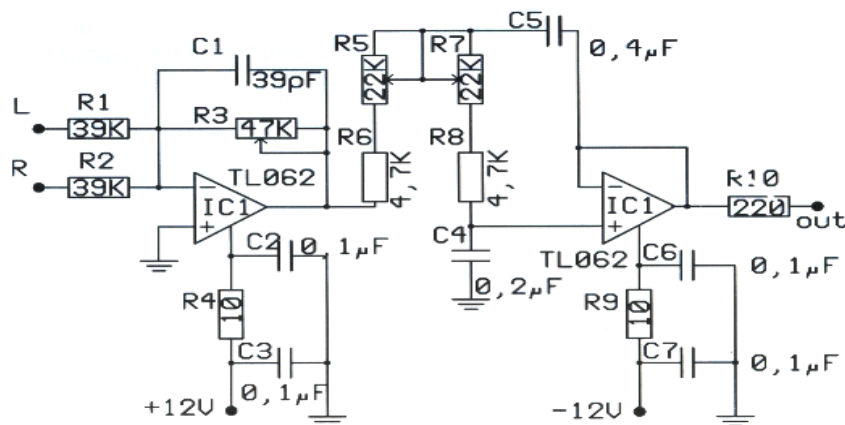 C5
C1
R5
R7
0,4µF
39pF
22K
22K
L
R1
R3
39K
47K
R6
R8
R
R2
TL062
4,7K
4,7K
39K
−
IC1
+
−
IC1
+
R10
220
out
C2
0,1µF
C4
TL062
C6
0,1µF
R4
10
0,2µF
R9
10
C3
0,1µF
C7
0,1µF
+12V
-12V